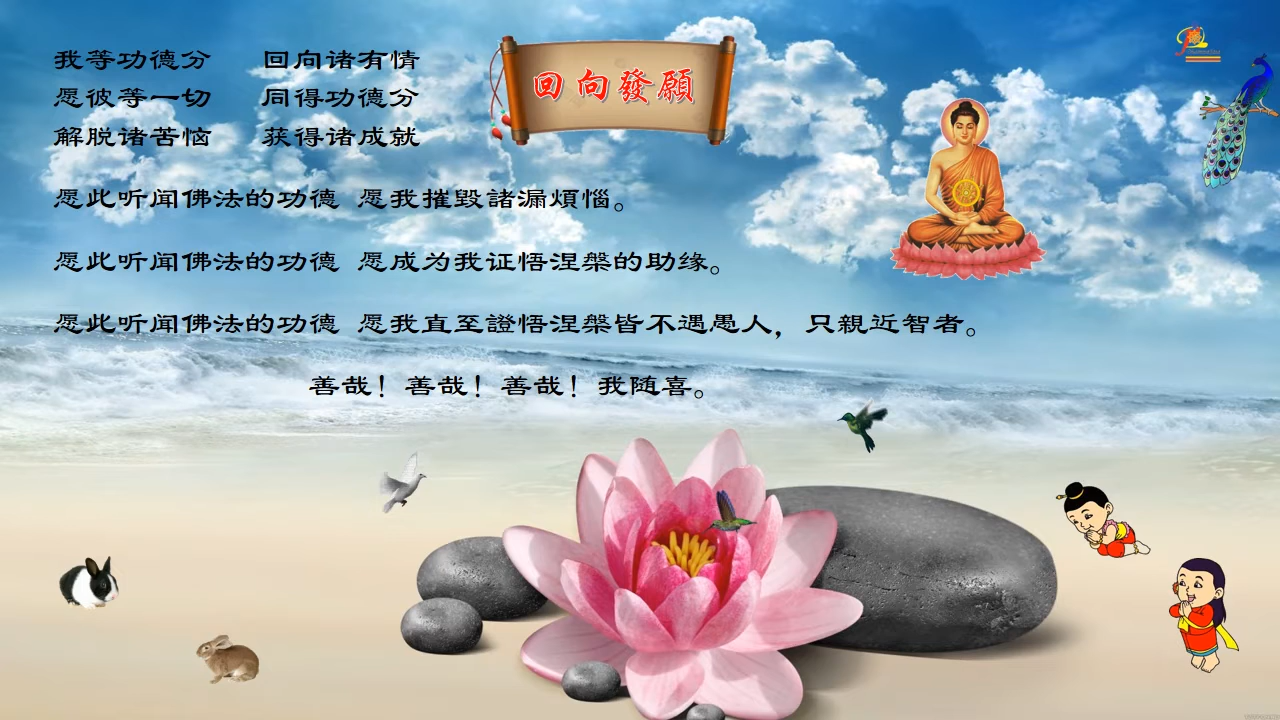 回向發願
我等功德分 回向诸有情
愿彼等一切 同得功德分
解脱诸苦恼 获得诸成就
愿此听闻佛法的功德 愿我摧毀諸漏煩惱。
愿此听闻佛法的功德 愿成为我证悟涅槃的助缘。
愿此听闻佛法的功德 愿我直至證悟涅槃皆不遇愚人，只親近智者。
善哉！善哉！善哉！我随喜。